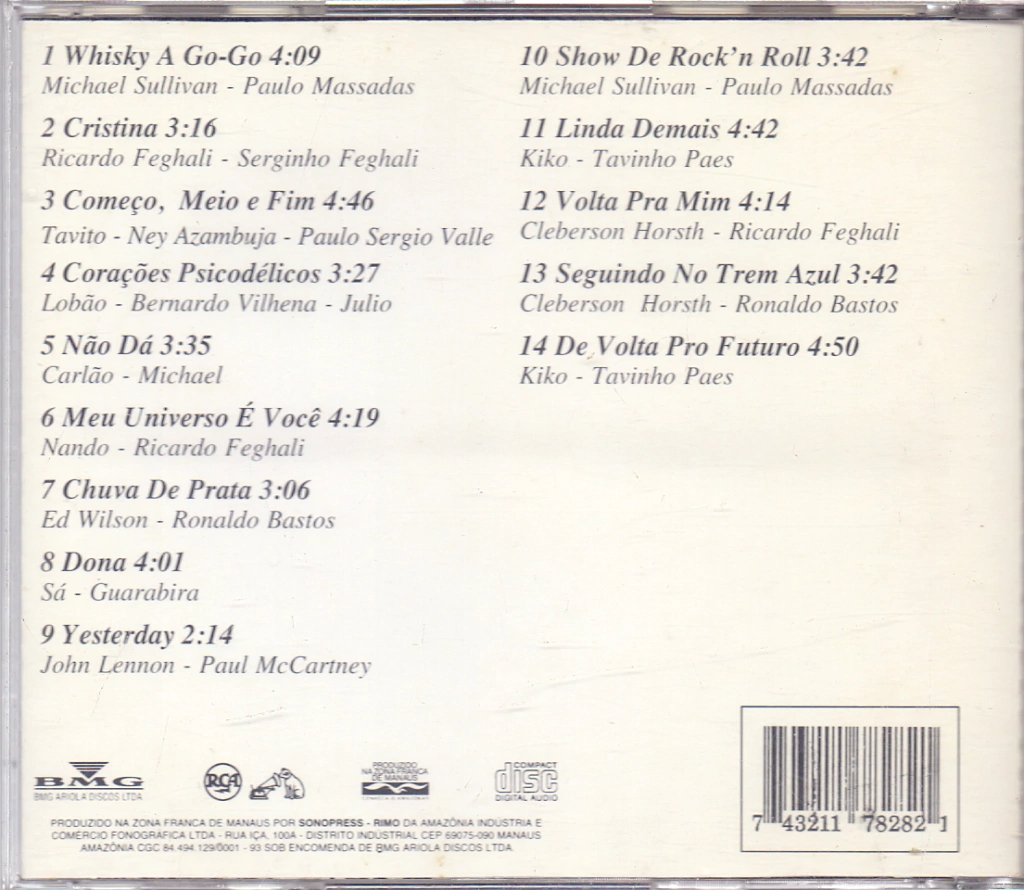 1 Whisky A Go-Go 4:09
Michael Sullivan - Paulo Massadas
2 Cristina 3:16
Ricardo Feghali - Serginho Feghali
3 Começo, Meio e Fim 4:46
Tavito - Ney Azambuja - Paulo Sergio Valle
4 Corações Psicodélicos 3:27
Lobão - Bernardo Vilhena - Julio
5 Não Dá 3:35
Carlão - Michael
6 Meu Universo É Você 4:19
Nando - Ricardo Feghali
7 Chuva De Prata 3:06
Ed Wilson - Ronaldo Bastos
8 Dona 4:01
Sá - Guarabira
9 Yesterday 2:14
John Lennon - Paul McCartney
10 Show De Rock'n Roll 3:42
Michael Sullivan - Paulo Massadas
11 Linda Demais 4:42
Kiko - Tavinho Paes
12 Volta Pra Mim 4:14
Cleberson Horsth - Ricardo Feghali
13 Seguindo No Trem Azul 3:42
Cleberson Horsth - Ronaldo Bastos
14 De Volta Pro Futuro 4:50
Kiko - Tavinho Paes
BMG
BMG ARIOLA DISCOS LTDA
RCA
PRODUZIDO
NA ZONA FRANCA
DE MANAUS
CONHEÇA O AMAZONAS
COMPACT
disc
DIGITAL AUDIO
PRODUZIDO NA ZONA FRANCA DE MANAUS POR SONOPRESS - RIMO DA AMAZÔNIA INDÚSTRIA E
COMÉRCIO FONOGRÁFICA LTDA - RUA IÇA, 100A - DISTRITO INDUSTRIAL CEP 69075-090 MANAUS
AMAZÔNIA CGC 84.494.129/0001 - 93 SOB ENCOMENDA DE BMG ARIOLA DISCOS LTDA.
7 43211 78282 1